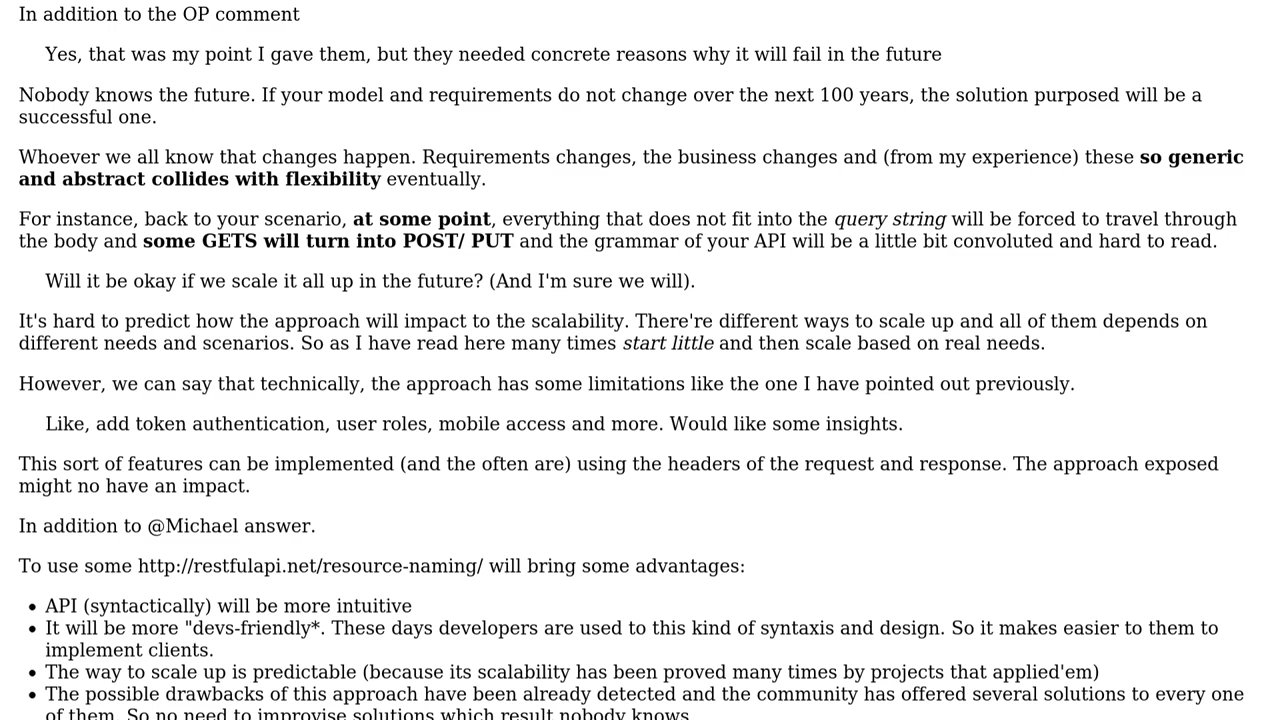 In addition to the OP comment
Yes, that was my point I gave them, but they needed concrete reasons why it will fail in the future
Nobody knows the future. If your model and requirements do not change over the next 100 years, the solution purposed will be a
successful one.
Whoever we all know that changes happen. Requirements changes, the business changes and (from my experience) these so generic
and abstract collides with flexibility eventually.
For instance, back to your scenario, at some point, everything that does not fit into the query string will be forced to travel through
the body and some GETS will turn into POST/ PUT and the grammar of your API will be a little bit convoluted and hard to read.
Will it be okay if we scale it all up in the future? (And I'm sure we will).
It's hard to predict how the approach will impact to the scalability. There're different ways to scale up and all of them depends on
different needs and scenarios. So as I have read here many times start little and then scale based on real needs.
However, we can say that technically, the approach has some limitations like the one I have pointed out previously.
Like, add token authentication, user roles, mobile access and more. Would like some insights.
This sort of features can be implemented (and the often are) using the headers of the request and response. The approach exposed
might no have an impact.
In addition to @Michael answer.
To use some http://restfulapi.net/resource-naming/ will bring some advantages:
• API (syntactically) will be more intuitive
• It will be more "devs-friendly*. These days developers are used to this kind of syntaxis and design. So it makes easier to them to
implement clients.
• The way to scale up is predictable (because its scalability has been proved many times by projects that applied'em)
• The possible drawbacks of this approach have been already detected and the community has offered several solutions to every one
of them. So no need to improvise solutions which result nobody knows.